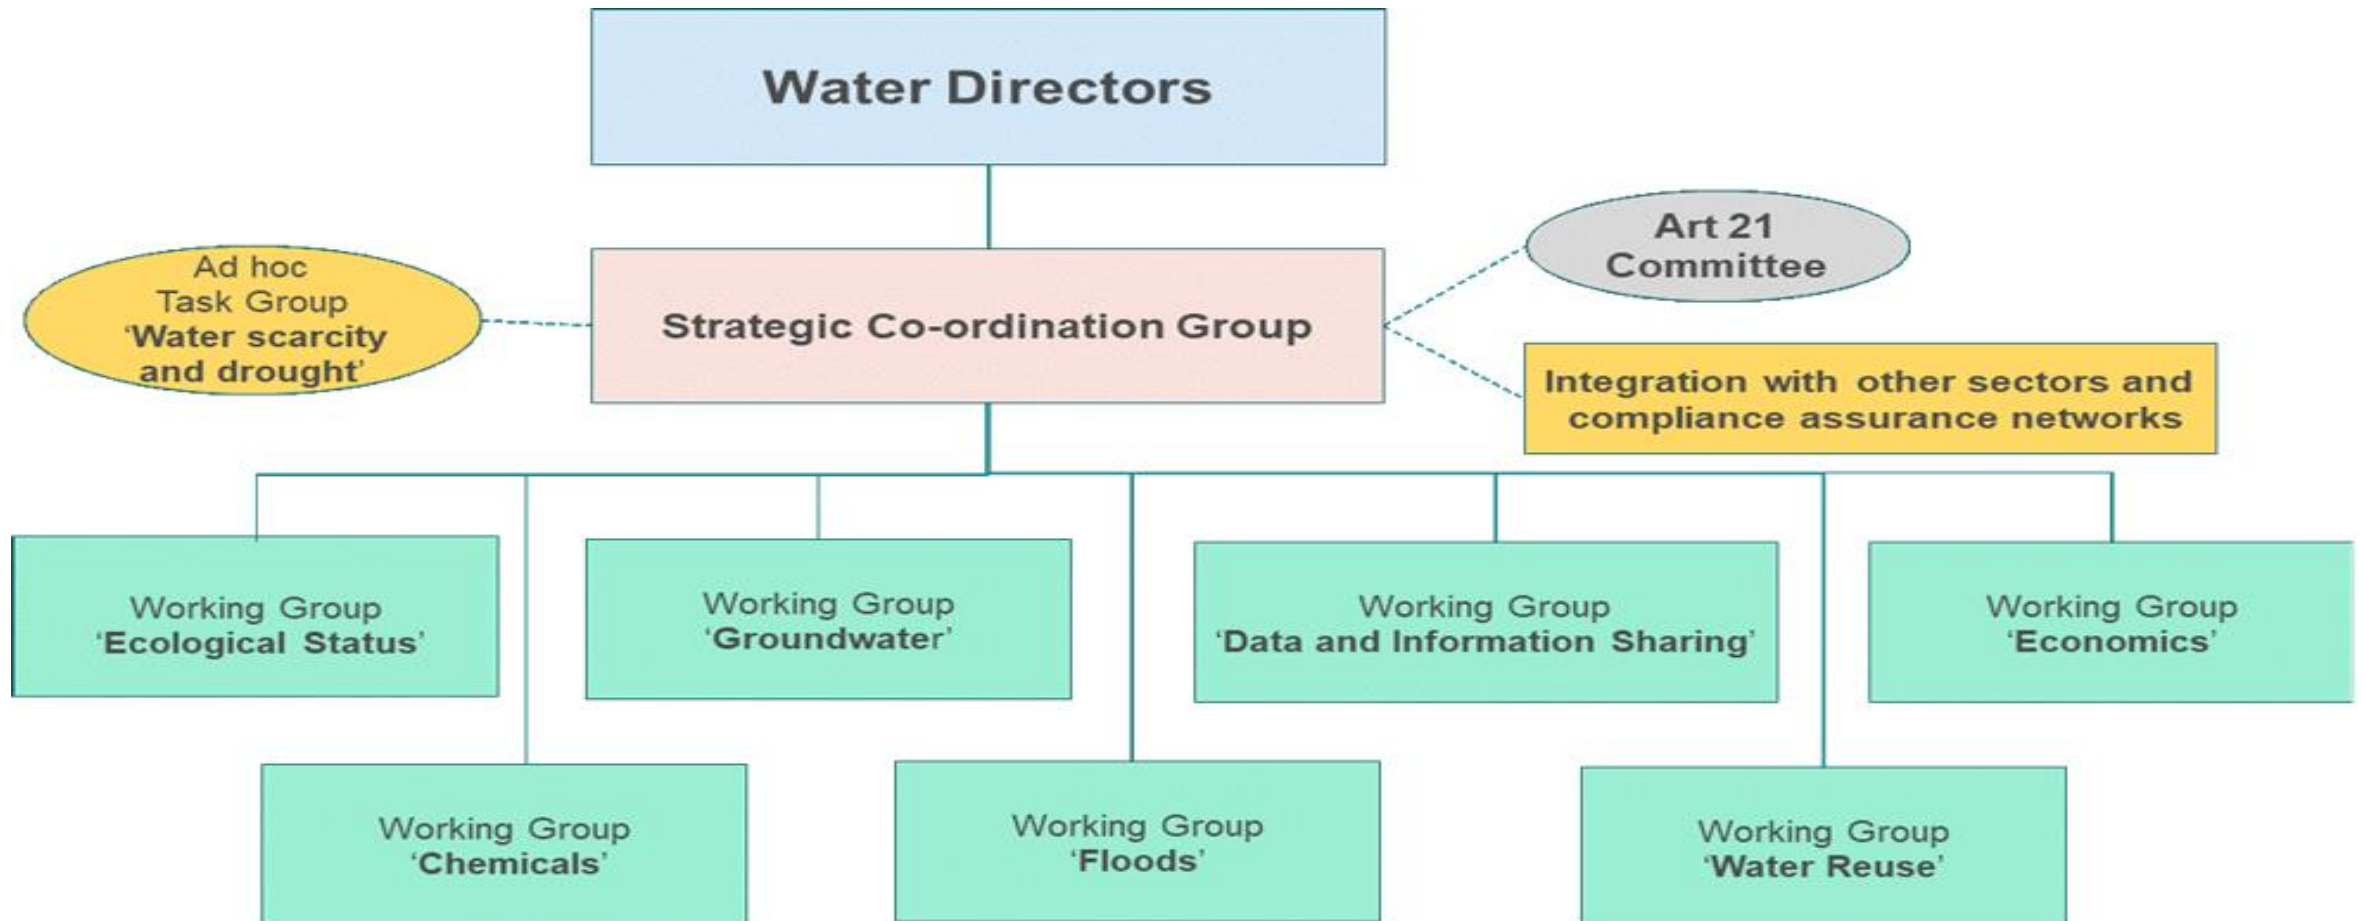 Water Directors
Art 21
Committee
Ad hoc
Task Group
‘Water scarcity
and drought’
Strategic Co-ordination Group
Integration with other sectors and
compliance assurance networks
Working Group
‘Ecological Status’
Working Group
‘Groundwater’
Working Group
‘Data and Information Sharing’
Working Group
‘Economics’
Working Group
‘Chemicals’
Working Group
‘Floods’
Working Group
‘Water Reuse’